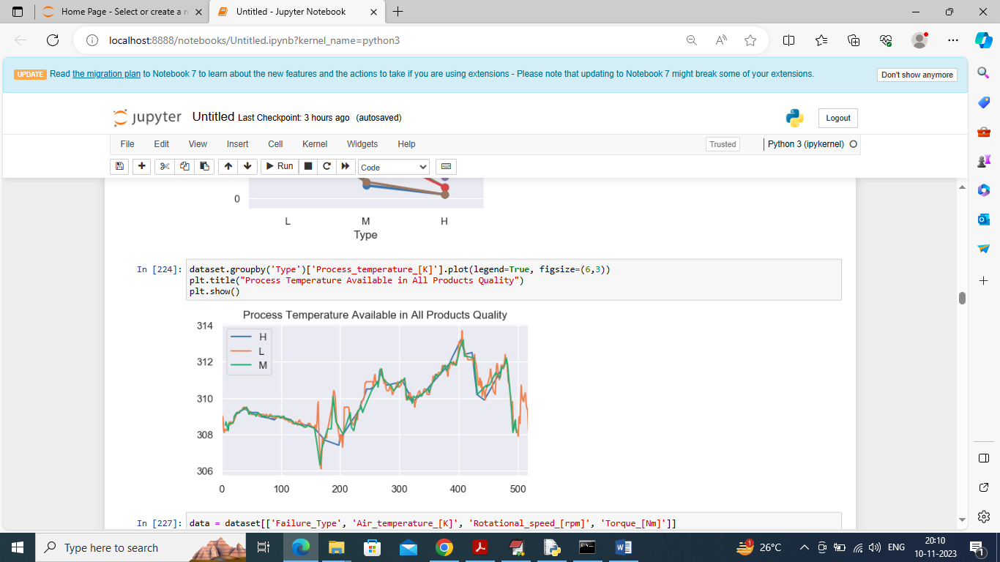 Home Page - Select or create a n
Untitled - Jupyter Notebook
localhost:8888/notebooks/Untitled.ipynb?kernel_name=python3
UPDATE Read the migration plan to Notebook 7 to learn about the new features and the actions to take if you are using extensions - Please note that updating to Notebook 7 might break some of your extensions.
Don't show anymore
jupyter Untitled Last Checkpoint: 3 hours ago (autosaved)
Logout
File Edit View Insert Cell Kernel Widgets Help
Trusted
Python 3 (ipykernel)
Run
Code
0
L M H
Type
In [224]: dataset.groupby('Type')['Process_temperature_[K]'].plot(legend=True, figsize=(6,3))
plt.title("Process Temperature Available in All Products Quality")
plt.show()
Process Temperature Available in All Products Quality
314
H
L
M
312
310
308
306
0 100 200 300 400 500
In [227]: data = dataset[['Failure_Type', 'Air_temperature_[K]', 'Rotational_speed_[rpm]', 'Torque_[Nm]']]
Type here to search
1
26°C
ENG
20:10
10-11-2023
1